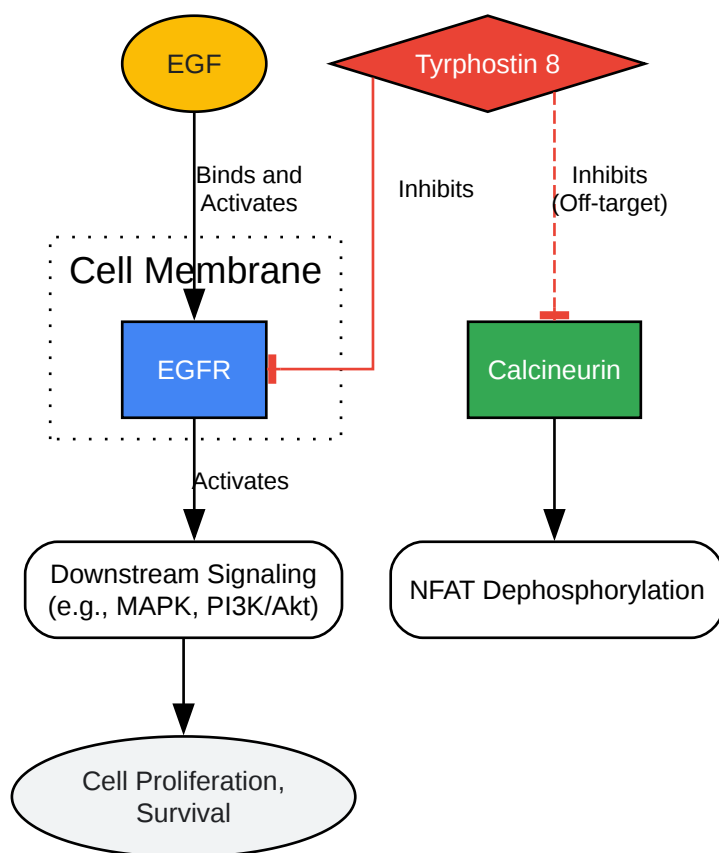 EGF
Tyrphostin 8
Binds and
Activates
Inhibits
Inhibits
(Off-target)
Cell Membrane
EGFR
Calcineurin
Activates
Downstream Signaling
(e.g., MAPK, PI3K/Akt)
NFAT Dephosphorylation
Cell Proliferation,
Survival